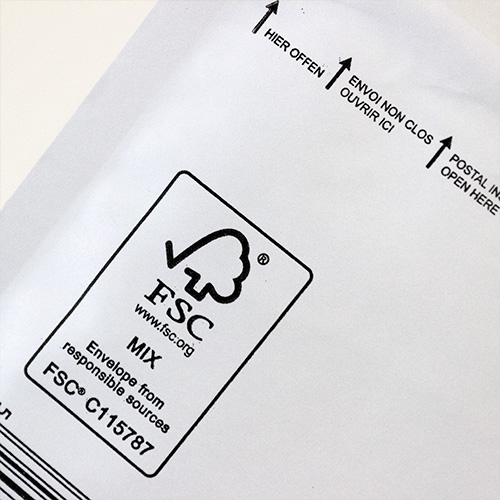 HIER OFFEN
ENVOI NON CLOS
OUVRIR ICI
POSTAL
OPEN HERE
®
FSC
www.fsc.org
MIX
Envelope from
responsible sources
FSC® C115787